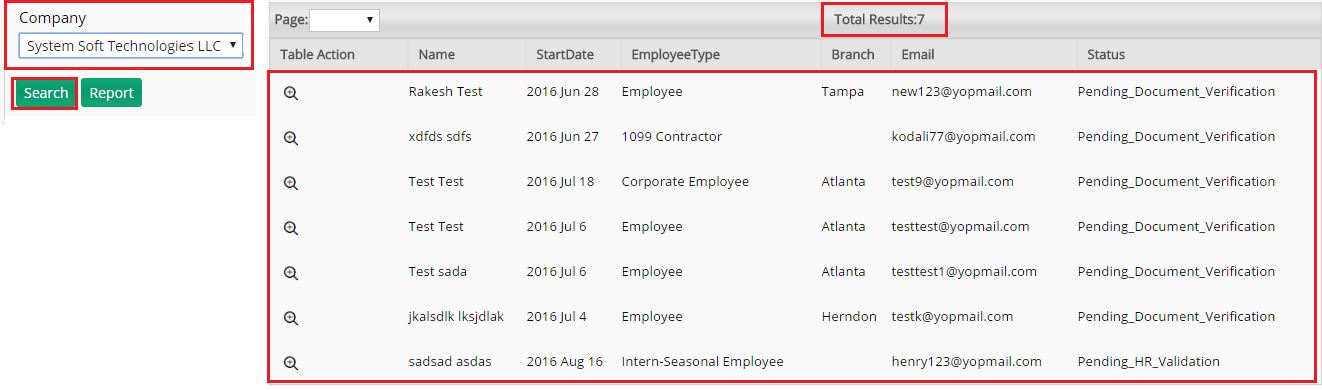 Company
System Soft Technologies LLC
Search Report
Page: Total Results:7
Table Action Name StartDate EmployeeType Branch Email Status
Rakesh Test 2016 Jun 28 Employee Tampa new123@yopmail.com Pending_Document_Verification
xdfds sdfs 2016 Jun 27 1099 Contractor kodali77@yopmail.com Pending_Document_Verification
Test Test 2016 Jul 18 Corporate Employee Atlanta test9@yopmail.com Pending_Document_Verification
Test Test 2016 Jul 6 Employee Atlanta testtest@yopmail.com Pending_Document_Verification
Test sada 2016 Jul 6 Employee Atlanta testtest1@yopmail.com Pending_Document_Verification
jkalsdlk lksjdlak 2016 Jul 4 Employee Herndon testk@yopmail.com Pending_Document_Verification
sadsad asdas 2016 Aug 16 Intern-Seasonal Employee henry123@yopmail.com Pending_HR_Validation